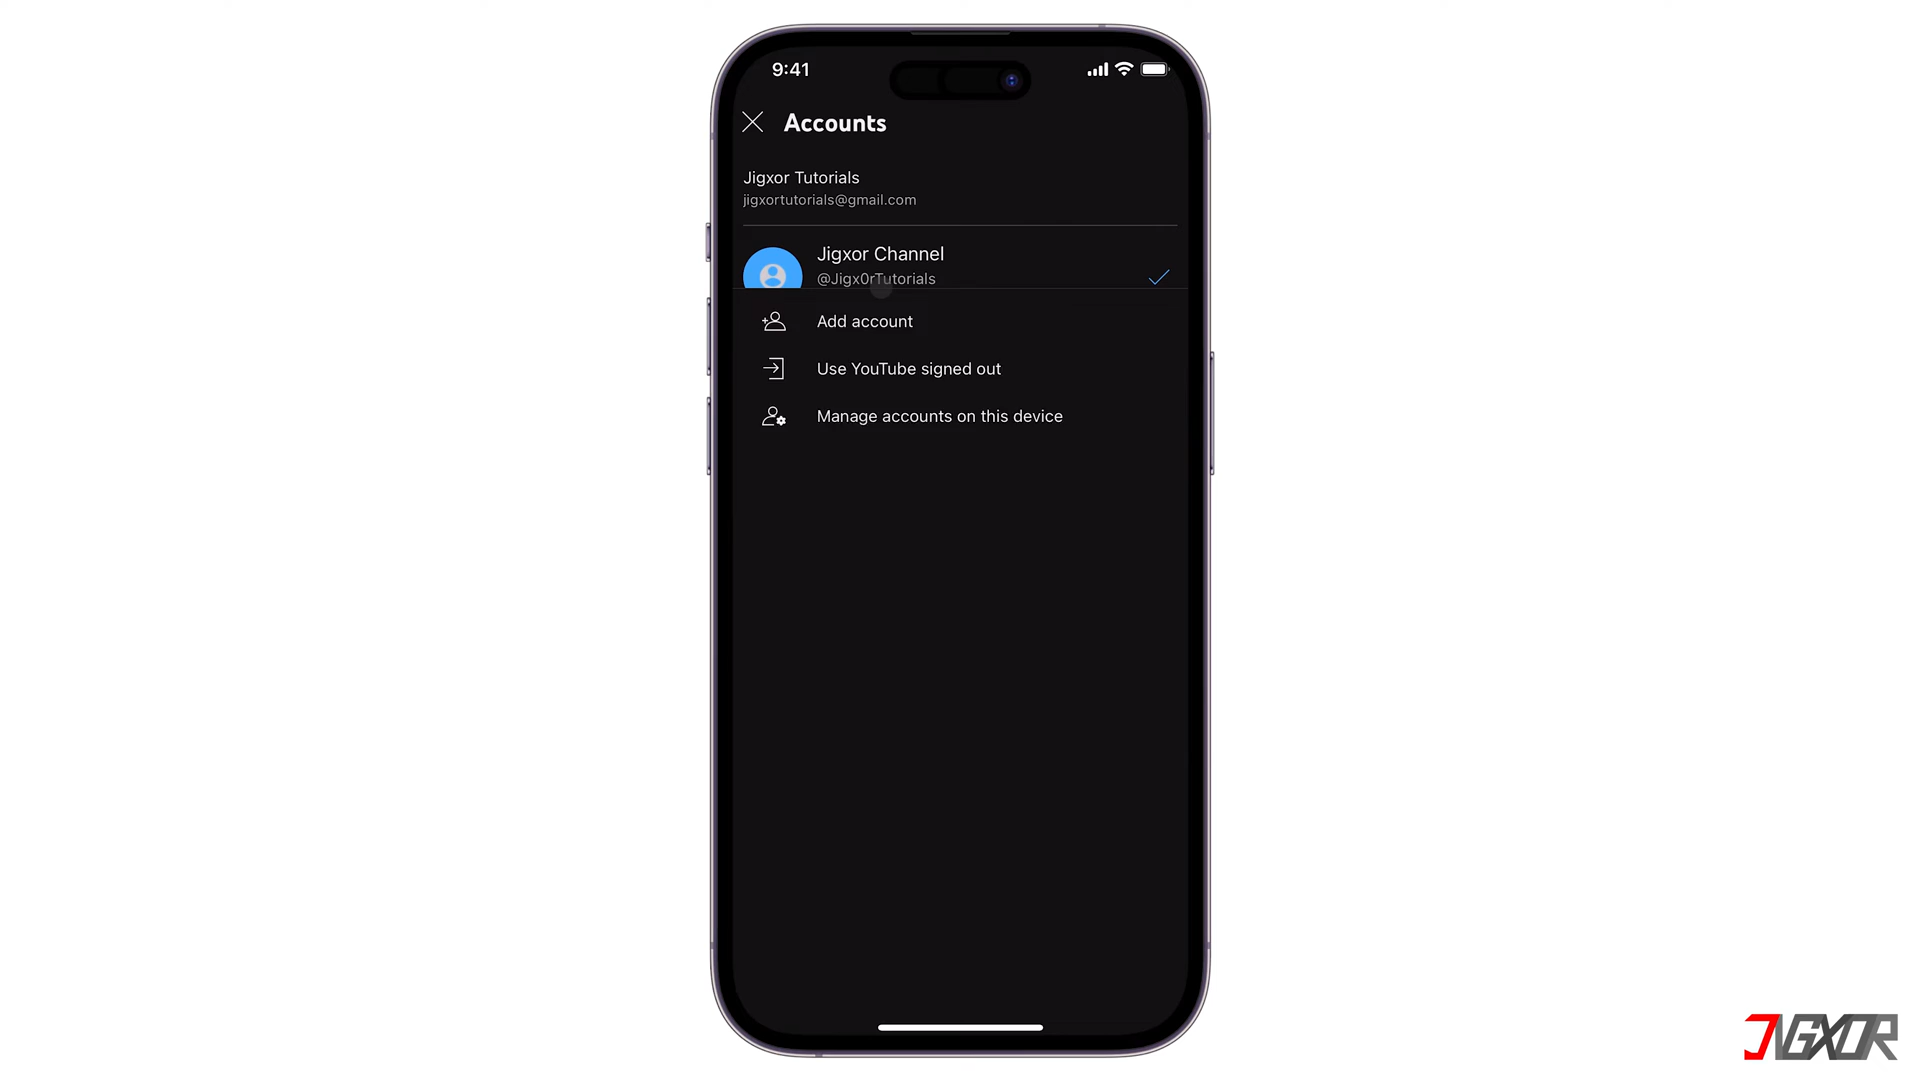 9:41
Accounts
Jigxor Tutorials
jigxortutorials@gmail.com
Jigxor Channel
@Jigx0rTutorials
Add account
Use YouTube signed out
Manage accounts on this device
JIGXOR